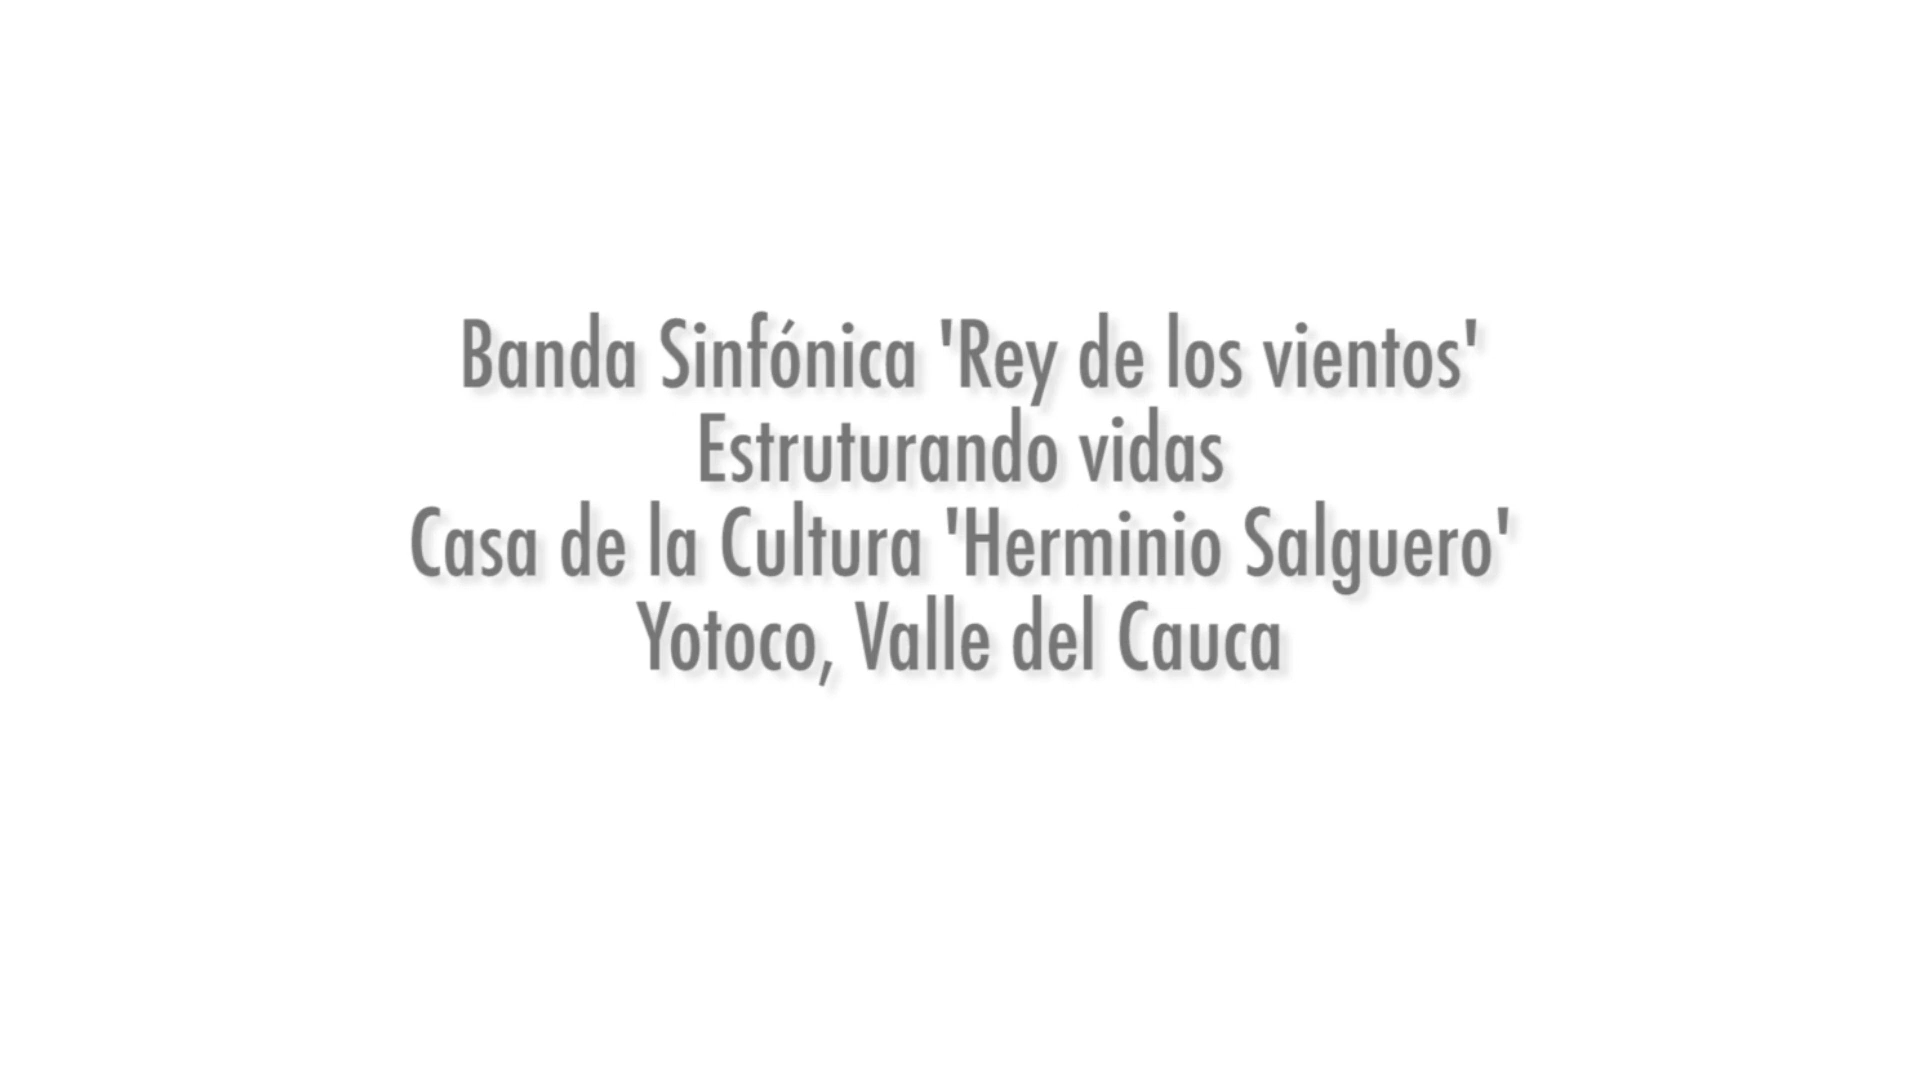 Banda Sinfónica 'Rey de los vientos'
Estruturando vidas
Casa de la Cultura 'Herminio Salguero'
Yotoco, Valle del Cauca